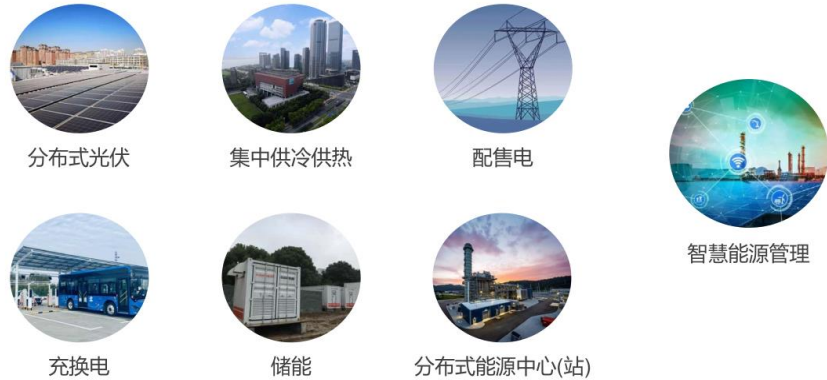 分布式光伏
集中供冷供热
配售电
智慧能源管理
充换电
储能
分布式能源中心(站)